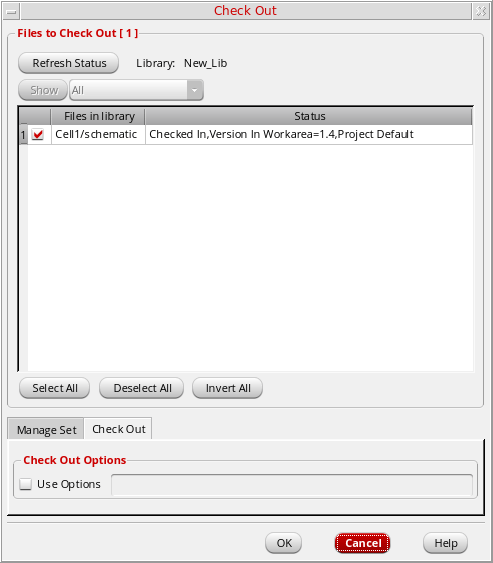 Check Out
Files to Check Out [ 1 ]
Refresh Status Library: New_Lib
Show All
Files in library Status
1 Cell1/schematic Checked In,Version In Workarea=1.4,Project Default
Select All Deselect All Invert All
Manage Set Check Out
Check Out Options
Use Options
OK Cancel Help